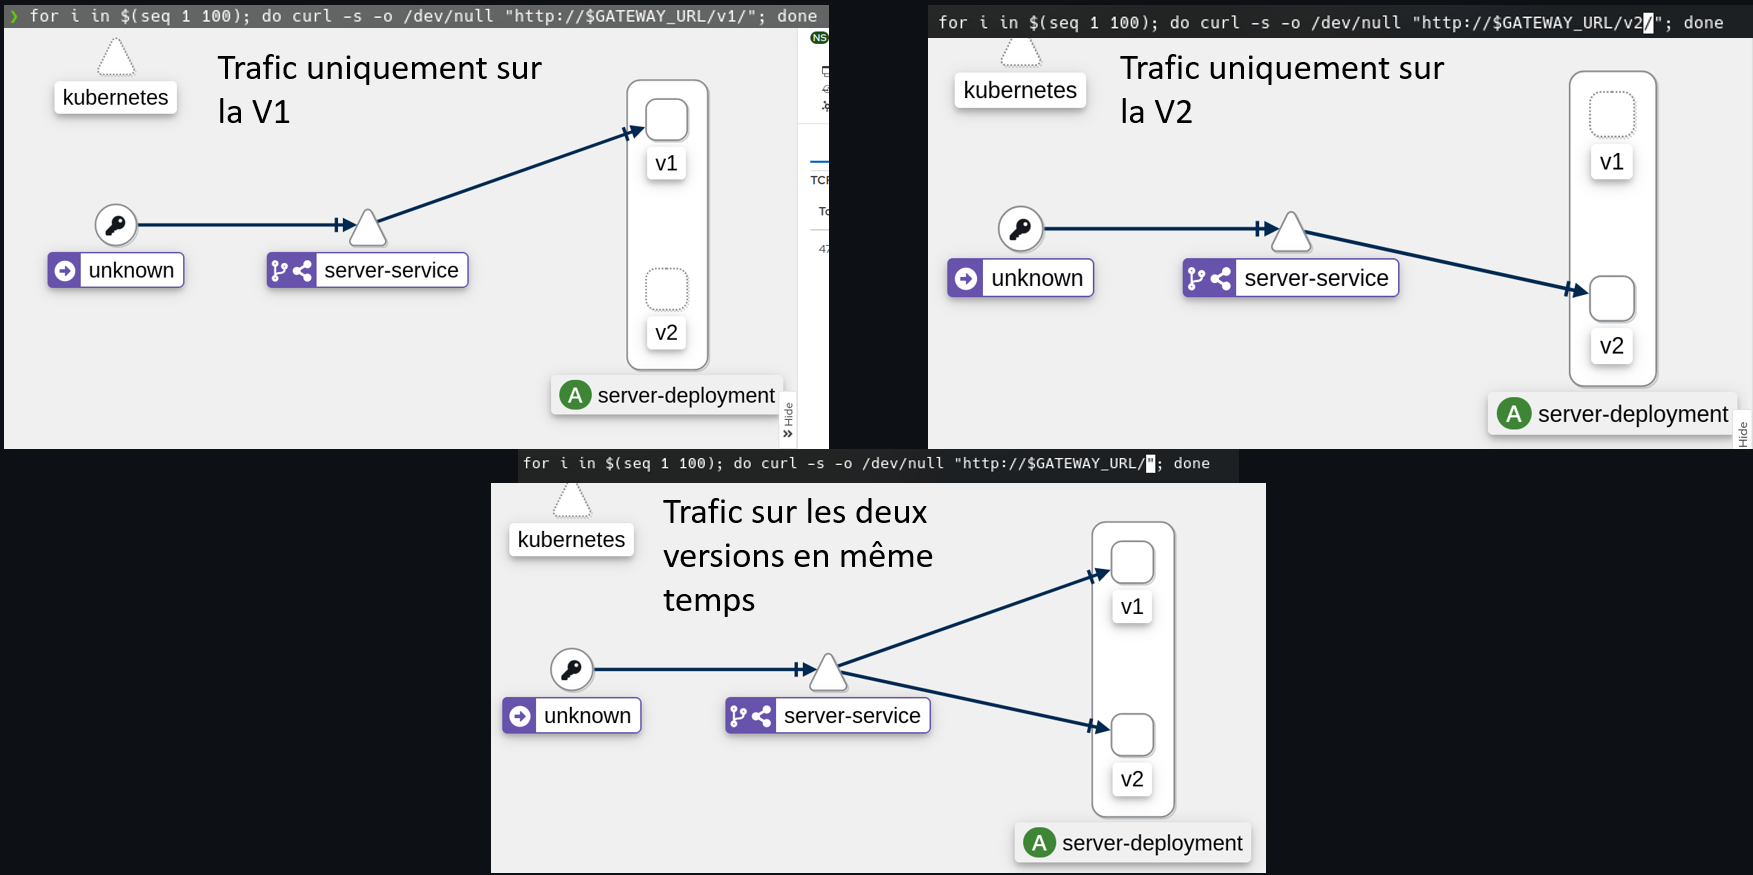 ❯ for i in $(seq 1 100); do curl -s -o /dev/null "http://$GATEWAY_URL/v1/"; done
kubernetes
Trafic uniquement sur
la V1
NS
v1
TCP
unknown
server-service
47
v2
A server-deployment
Hide
for i in $(seq 1 100); do curl -s -o /dev/null "http://$GATEWAY_URL/v2/"; done
kubernetes
Trafic uniquement sur
la V2
v1
unknown
server-service
v2
A server-deployment
Hide
for i in $(seq 1 100); do curl -s -o /dev/null "http://$GATEWAY_URL/"; done
kubernetes
Trafic sur les deux
versions en même
temps
v1
unknown
server-service
v2
A server-deployment